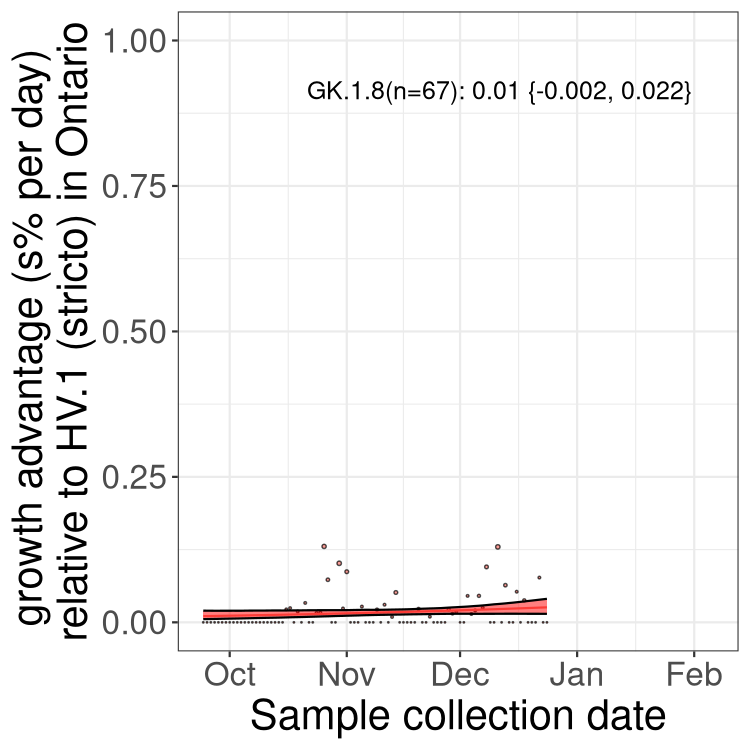 growth advantage (s% per day)
relative to HV.1 (stricto) in Ontario
1.00
0.75
0.50
0.25
0.00
GK.1.8(n=67): 0.01 {-0.002, 0.022}
Oct Nov Dec Jan Feb
Sample collection date